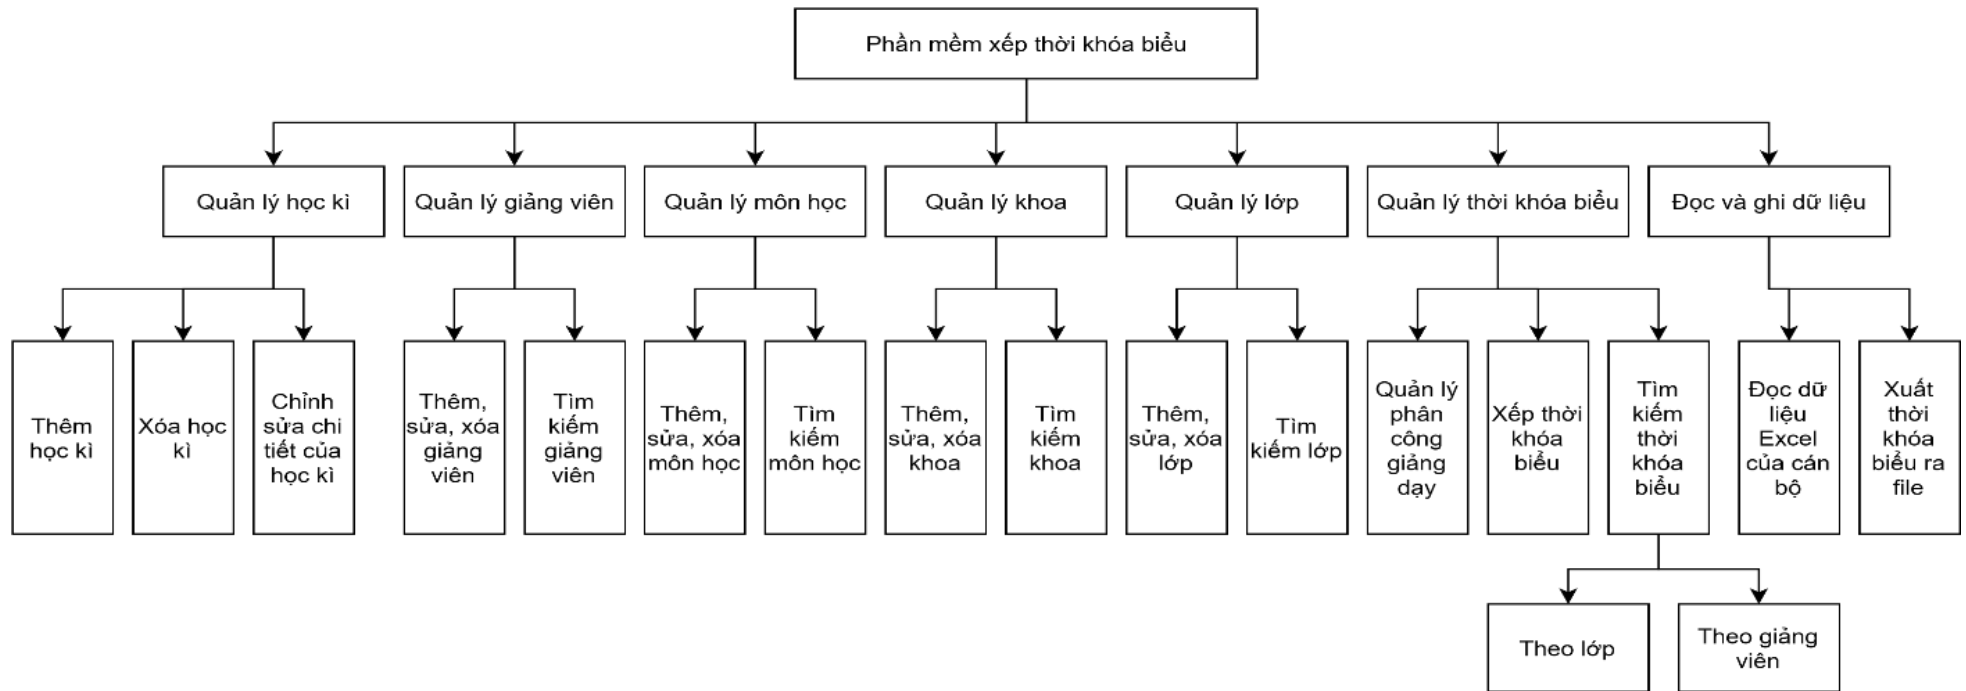 Phần mềm xếp thời khóa biểu
Quản lý học kì
Quản lý giảng viên
Quản lý môn học
Quản lý khoa
Quản lý lớp
Quản lý thời khóa biểu
Đọc và ghi dữ liệu
Thêm
học kì
Xóa học
kì
Chỉnh
sửa chi
tiết của
học kì
Thêm,
sửa, xóa
giảng
viên
Tìm
kiếm
giảng
viên
Thêm,
sửa, xóa
môn học
Tìm
kiếm
môn học
Thêm,
sửa, xóa
khoa
Tìm
kiếm
khoa
Thêm,
sửa, xóa
lớp
Tìm
kiếm lớp
Quản lý
phân
công
giảng
dạy
Xếp thời
khóa
biểu
Tìm
kiếm
thời
khóa
biểu
Đọc dữ
liệu
Excel
của cán
bộ
Xuất
thời
khóa
biểu ra
file
Theo lớp
Theo giảng
viên